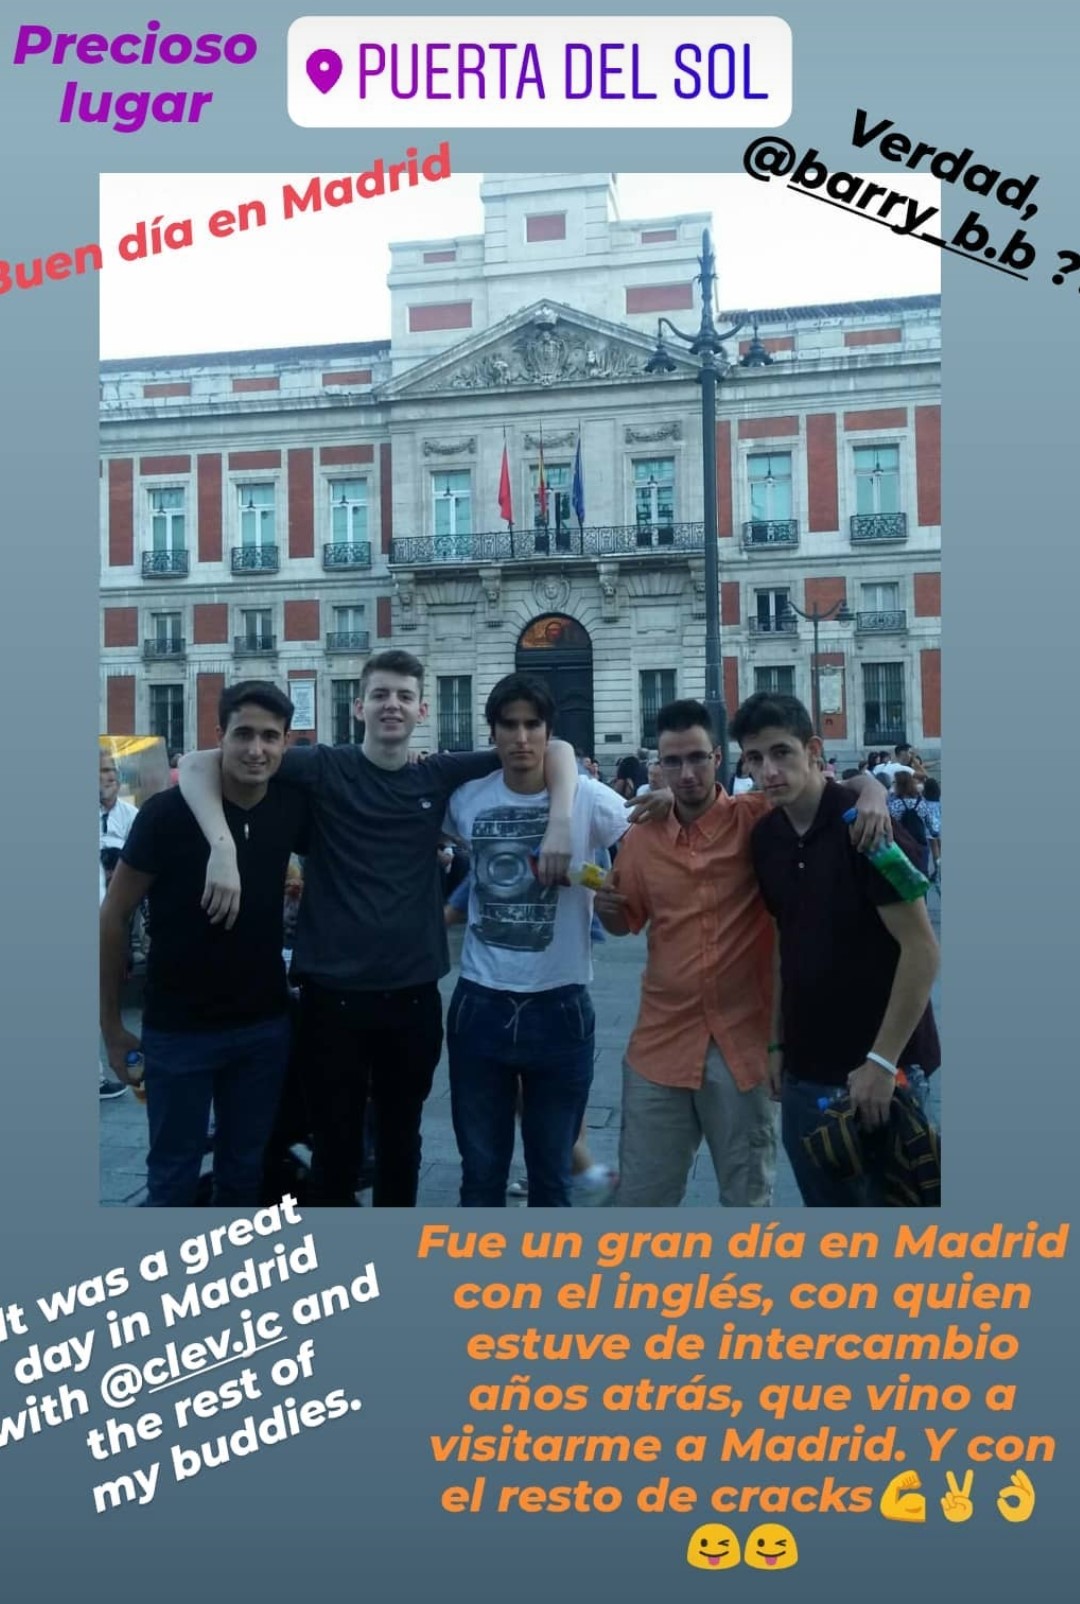 Precioso
lugar
PUERTA DEL SOL
Buen día en Madrid
Verdad,
@barry_b.b ?
It was a great
day in Madrid
with @clev.jc and
the rest of
my buddies.
Fue un gran día en Madrid
con el inglés, con quien
estuve de intercambio
años atrás, que vino a
visitarme a Madrid. Y con
el resto de cracks💪✌👌
😜😜